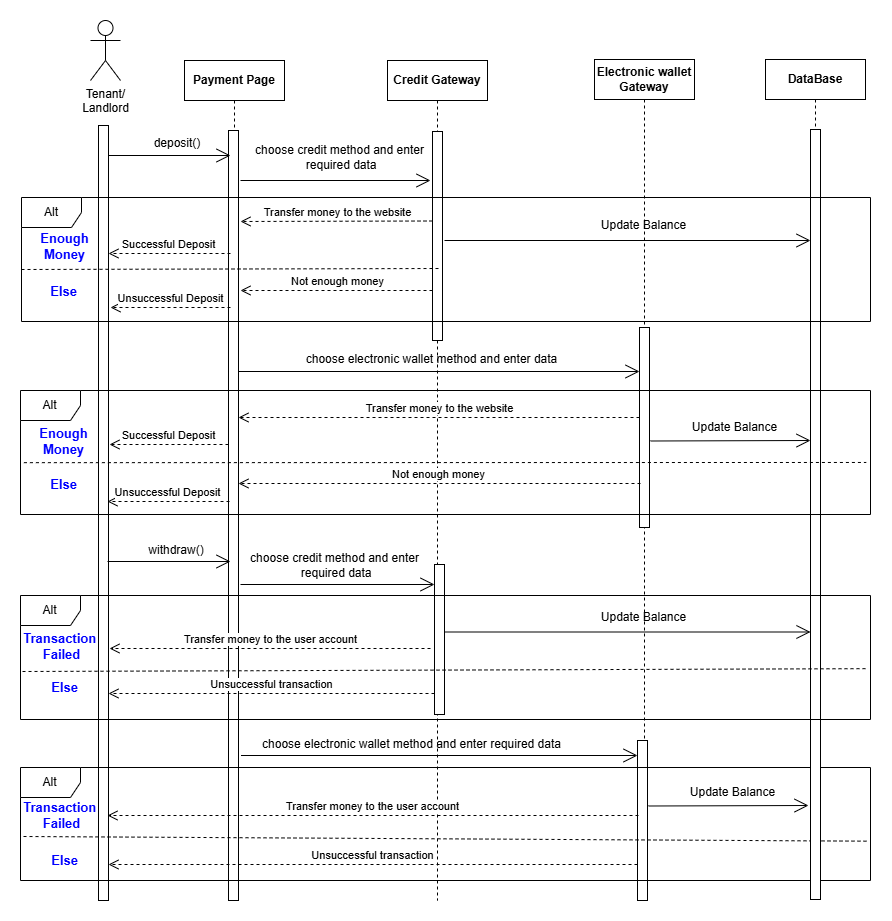 Tenant/
Landlord
Payment Page
Credit Gateway
Electronic wallet
Gateway
DataBase
deposit()
choose credit method and enter
required data
Alt
Transfer money to the website
Update Balance
Enough
Money
Successful Deposit
Not enough money
Else
Unsuccessful Deposit
choose electronic wallet method and enter data
Alt
Transfer money to the website
Update Balance
Enough
Money
Successful Deposit
Not enough money
Else
Unsuccessful Deposit
withdraw()
choose credit method and enter
required data
Alt
Update Balance
Transaction
Failed
Transfer money to the user account
Else
Unsuccessful transaction
choose electronic wallet method and enter required data
Alt
Update Balance
Transaction
Failed
Transfer money to the user account
Else
Unsuccessful transaction